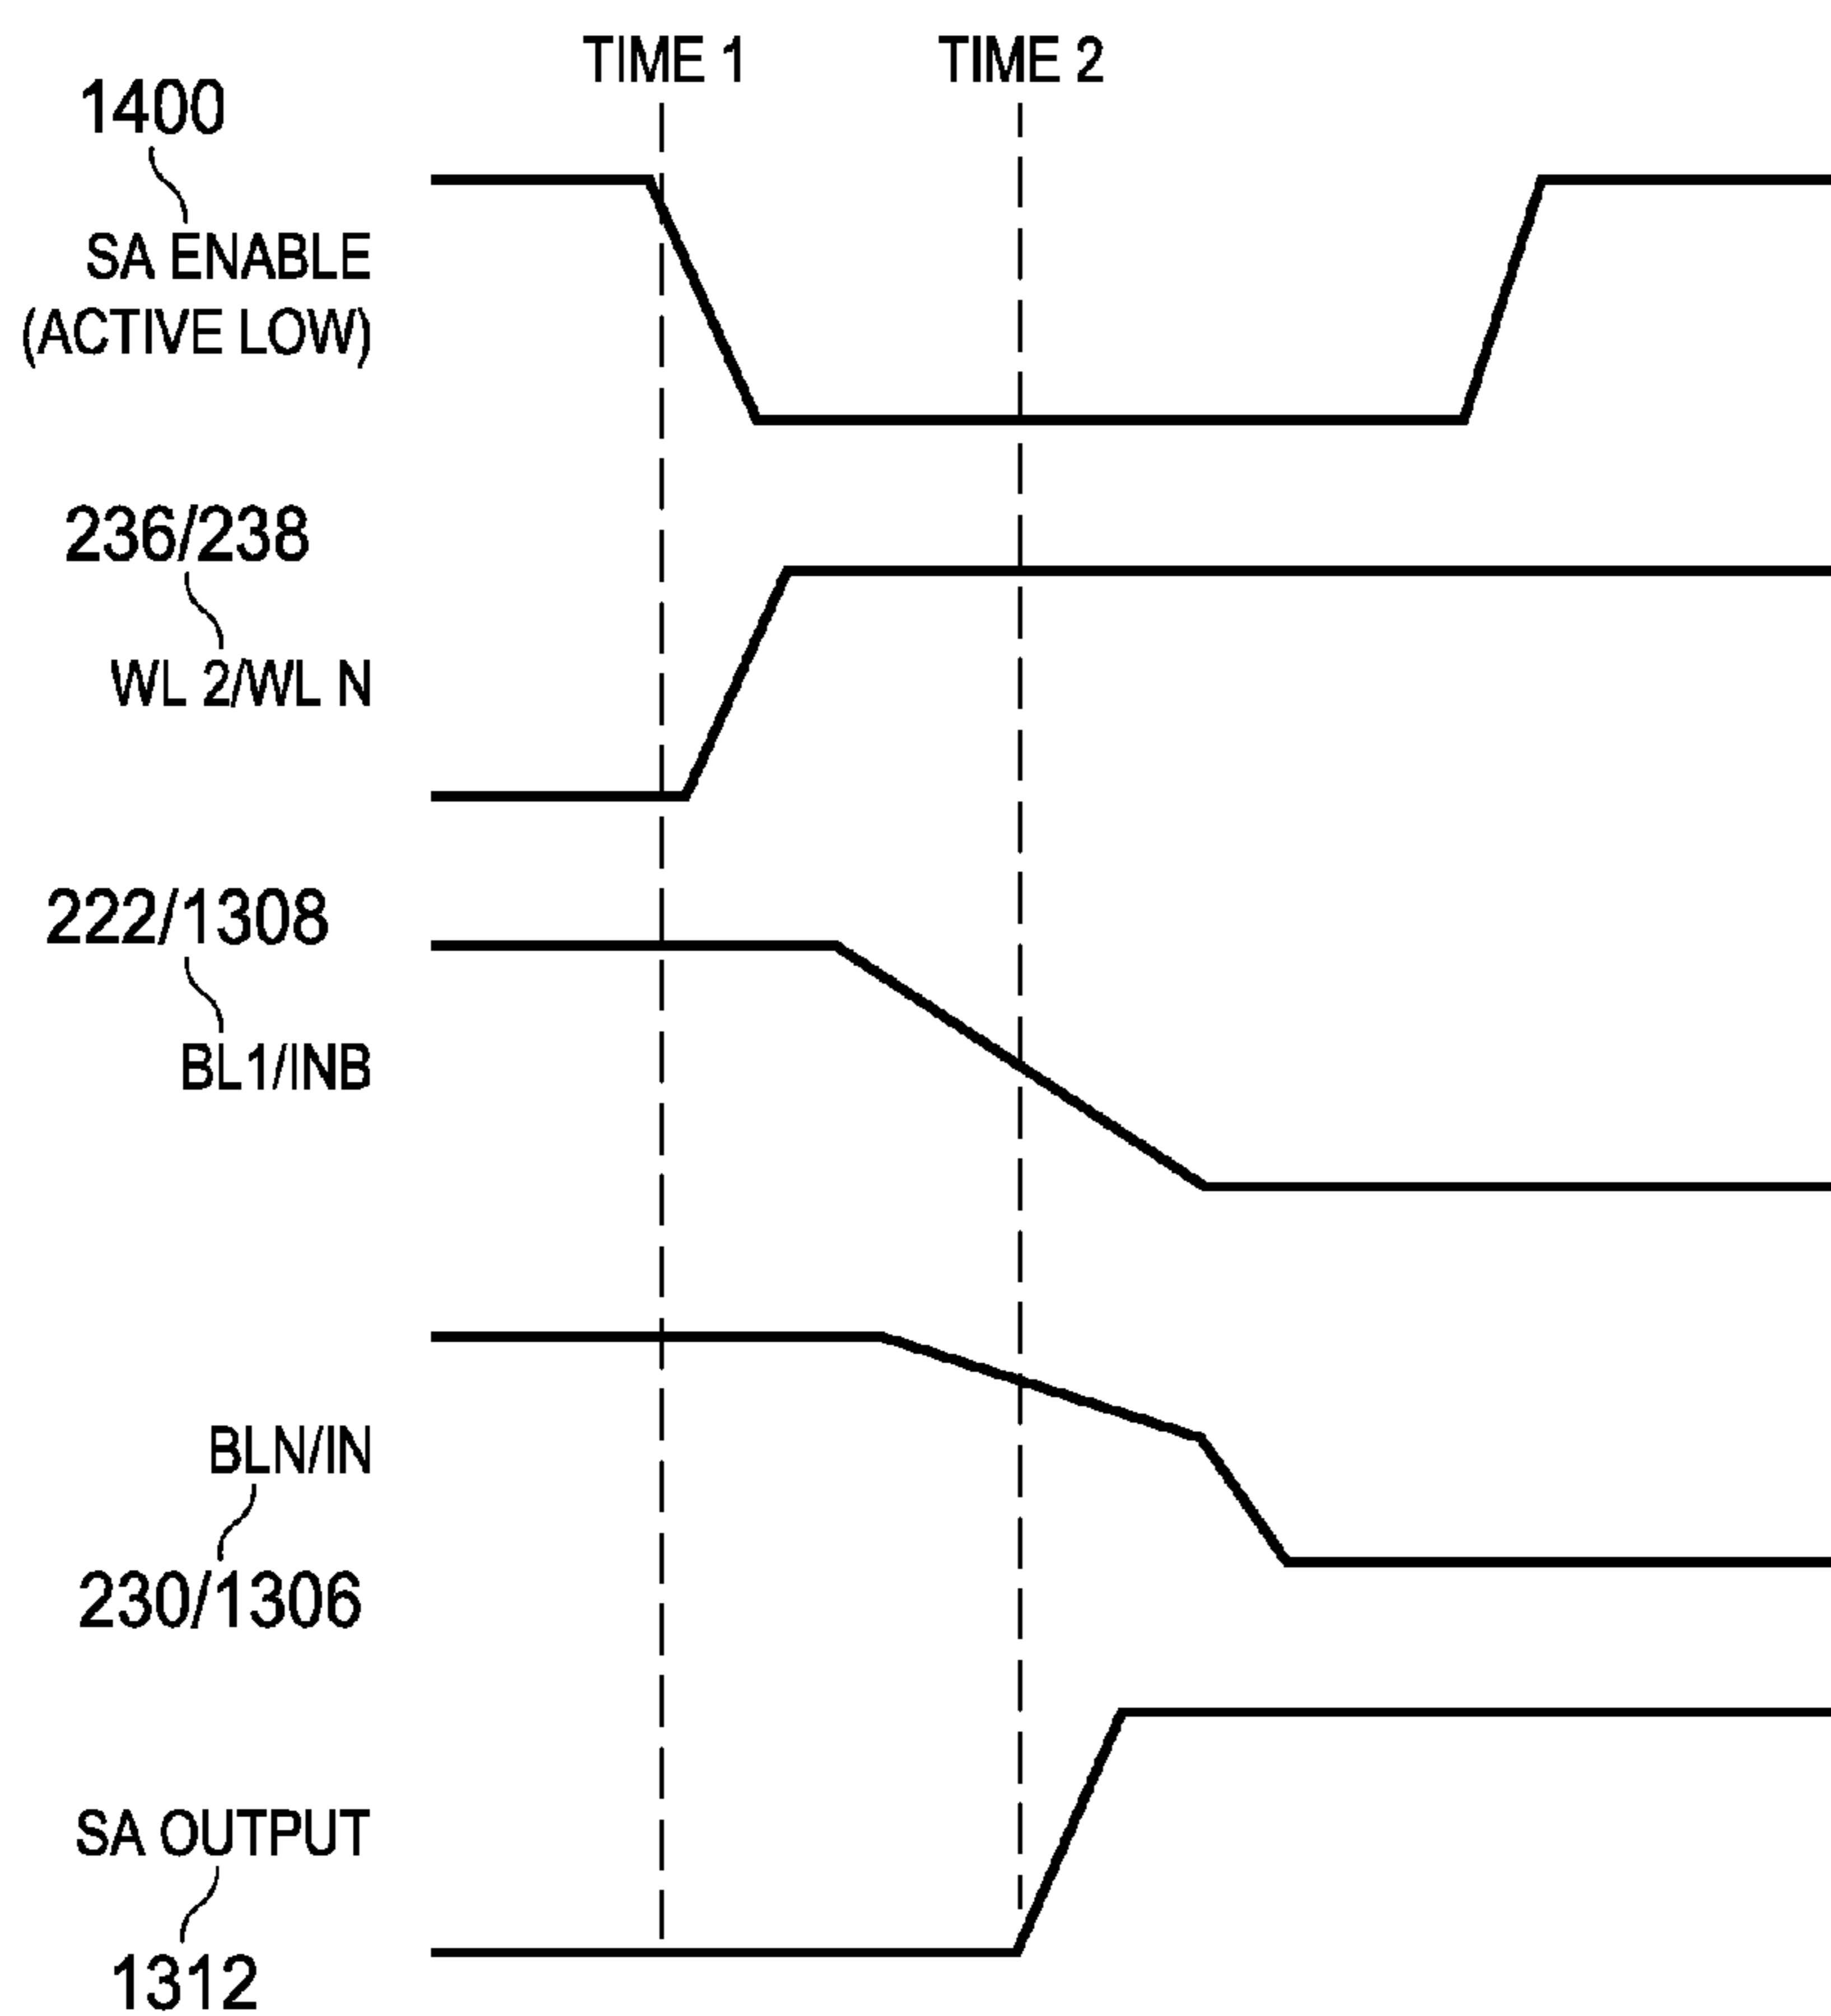 TIME 1
TIME 2
1400
SA ENABLE
(ACTIVE LOW)
236/238
WL 2/WL N
222/1308
BL1/INB
BLN/IN
230/1306
SA OUTPUT
1312